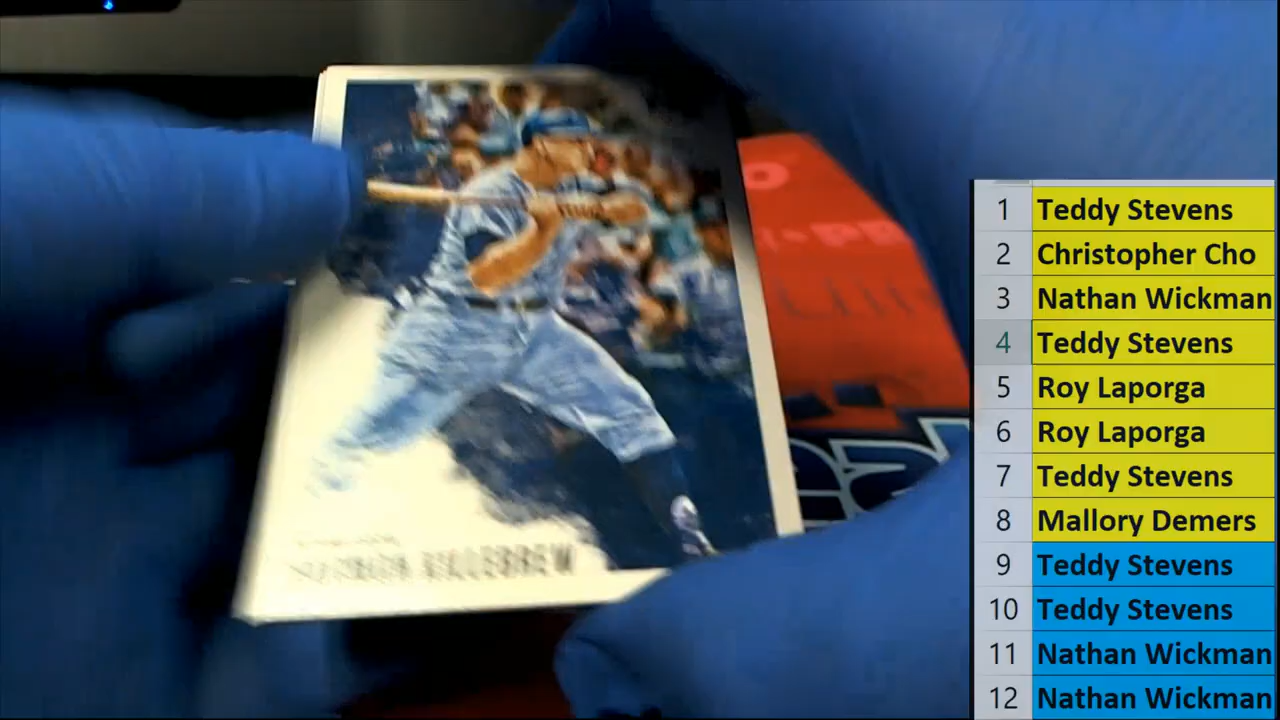 KILLEBREW
1 Teddy Stevens
2 Christopher Cho
3 Nathan Wickman
4 Teddy Stevens
5 Roy Laporga
6 Roy Laporga
7 Teddy Stevens
8 Mallory Demers
9 Teddy Stevens
10 Teddy Stevens
11 Nathan Wickman
12 Nathan Wickman